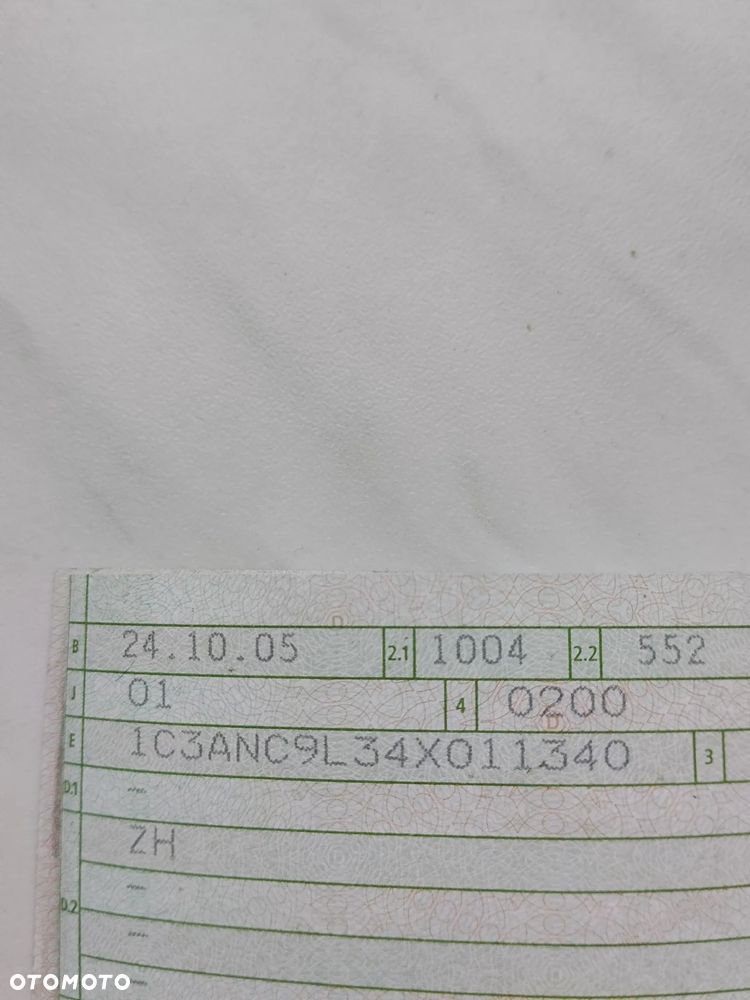 B 24.10.05 2.1 1004 2.2 552
J 01 4 0200
E 1C3ANC9L34X011340 3
D.1 —
ZH
—
D.2
—
—
OTOMOTO